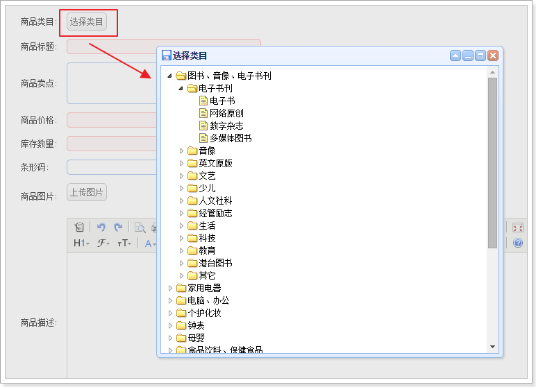 商品类目:
选择类目
商品标题:
商品卖点:
商品价格:
库存数量:
条形码:
商品图片:
上传图片
H1
F
тT
A
商品描述:
选择类目
图书、音像、电子书刊
电子书刊
电子书
网络原创
数字杂志
多媒体图书
音像
英文原版
文艺
少儿
人文社科
经管励志
生活
科技
教育
港台图书
其它
家用电器
电脑、办公
个护化妆
钟表
母婴
食品饮料、保健食品